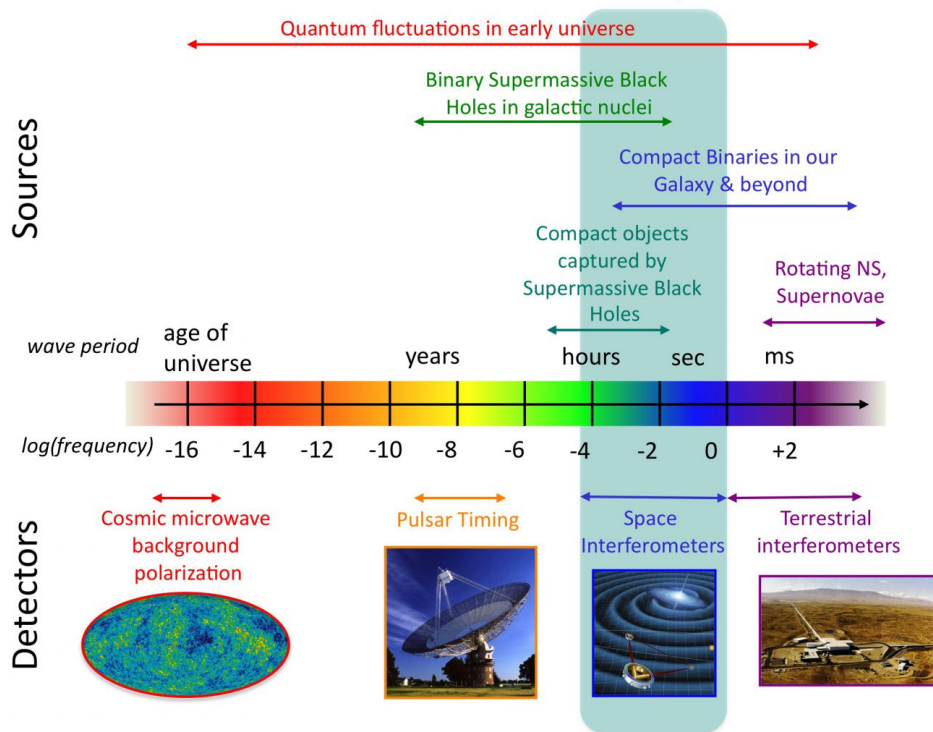 Quantum fluctuations in early universe
Binary Supermassive Black
Holes in galactic nuclei
Compact Binaries in our
Galaxy & beyond
Compact objects
captured by
Supermassive Black
Holes
Rotating NS,
Supernovae
Sources
wave period
age of
universe
years
hours
sec
ms
log(frequency)
-16
-14
-12
-10
-8
-6
-4
-2
0
+2
Detectors
Cosmic microwave
background
polarization
Pulsar Timing
Space
Interferometers
Terrestrial
interferometers